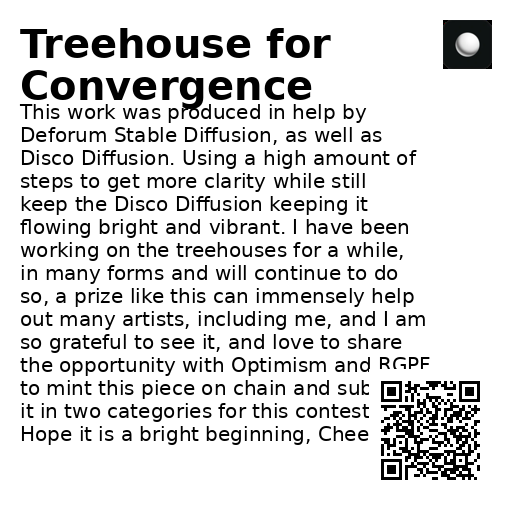 Treehouse for
Convergence
This work was produced in help by
Deforum Stable Diffusion, as well as
Disco Diffusion. Using a high amount of
steps to get more clarity while still
keep the Disco Diffusion keeping it
flowing bright and vibrant. I have been
working on the treehouses for a while,
in many forms and will continue to do
so, a prize like this can immensely help
out many artists, including me, and I am
so grateful to see it, and love to share
the opportunity with Optimism and
to mint this piece on chain and sub
it in two categories for this contest
Hope it is a bright beginning, Chee